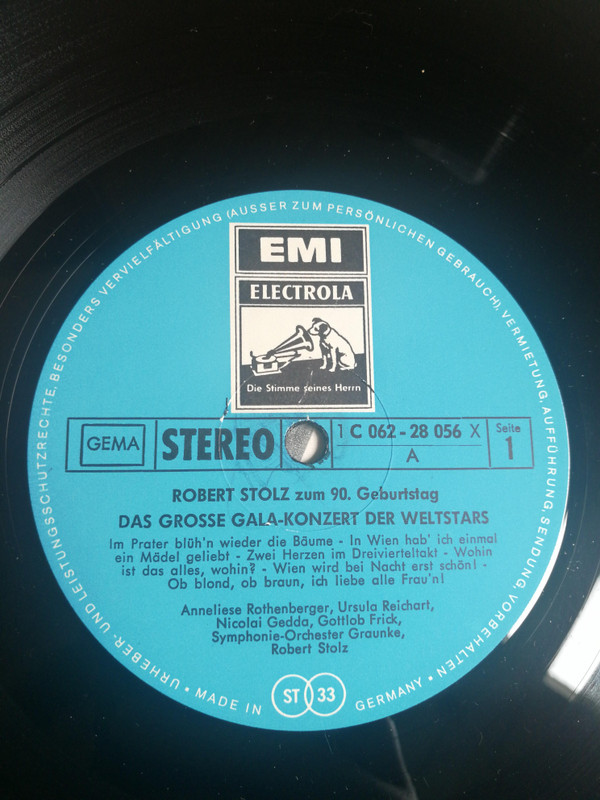 URHEBER- UND LEISTUNGSSCHUTZRECHTE, BESONDERS VERVIELFÄLTIGUNG (AUSSER ZUM PERSÖNLICHEN GEBRAUCH), VERMIETUNG, AUFFÜHRUNG, SENDUNG, VORBEHALTEN •
EMI
ELECTROLA
Die Stimme seines Herrn
GEMA
STEREO
1 C 062-28 056 X
A
Seite
1
ROBERT STOLZ zum 90. Geburtstag
DAS GROSSE GALA-KONZERT DER WELTSTARS
Im Prater blüh'n wieder die Bäume - In Wien hab' ich einmal
ein Mädel geliebt - Zwei Herzen im Dreivierteltakt - Wohin
ist das alles, wohin? - Wien wird bei Nacht erst schön! -
Ob blond, ob braun, ich liebe alle Frau'n!
Anneliese Rothenberger, Ursula Reichart,
Nicolai Gedda, Gottlob Frick,
Symphonie-Orchester Graunke,
Robert Stolz
• MADE IN GERMANY •
ST 33